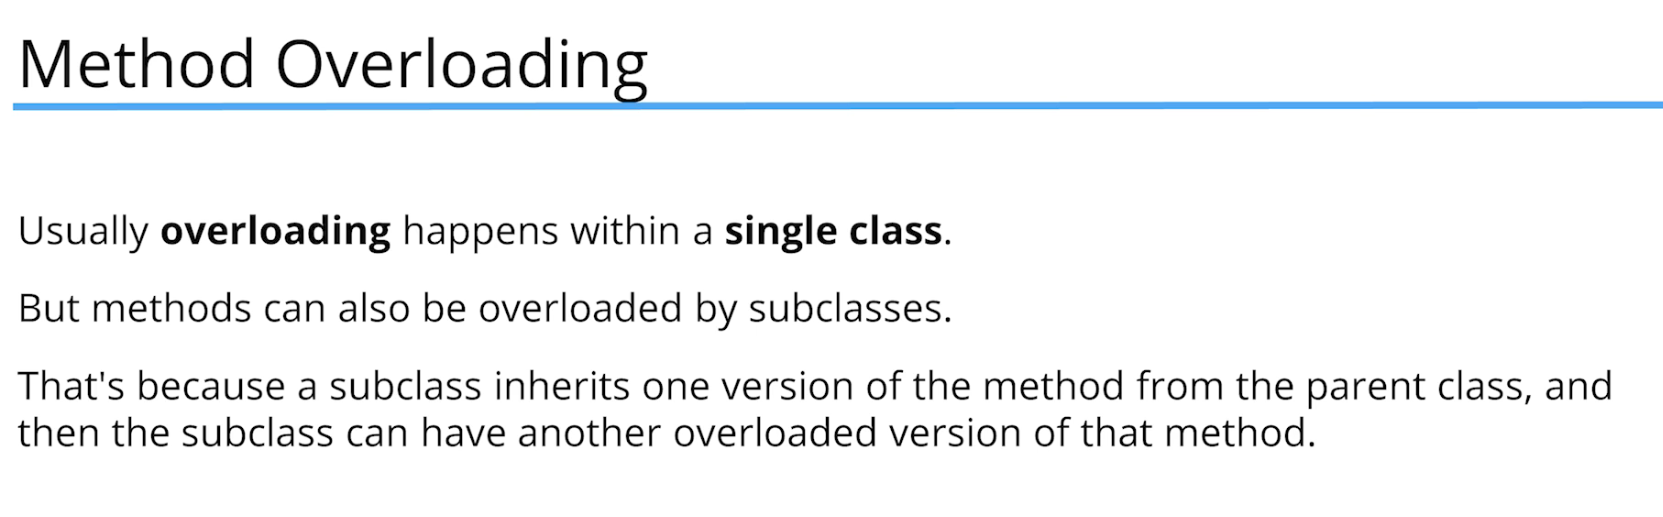 Method Overloading
Usually overloading happens within a single class.
But methods can also be overloaded by subclasses.
That's because a subclass inherits one version of the method from the parent class, and
then the subclass can have another overloaded version of that method.